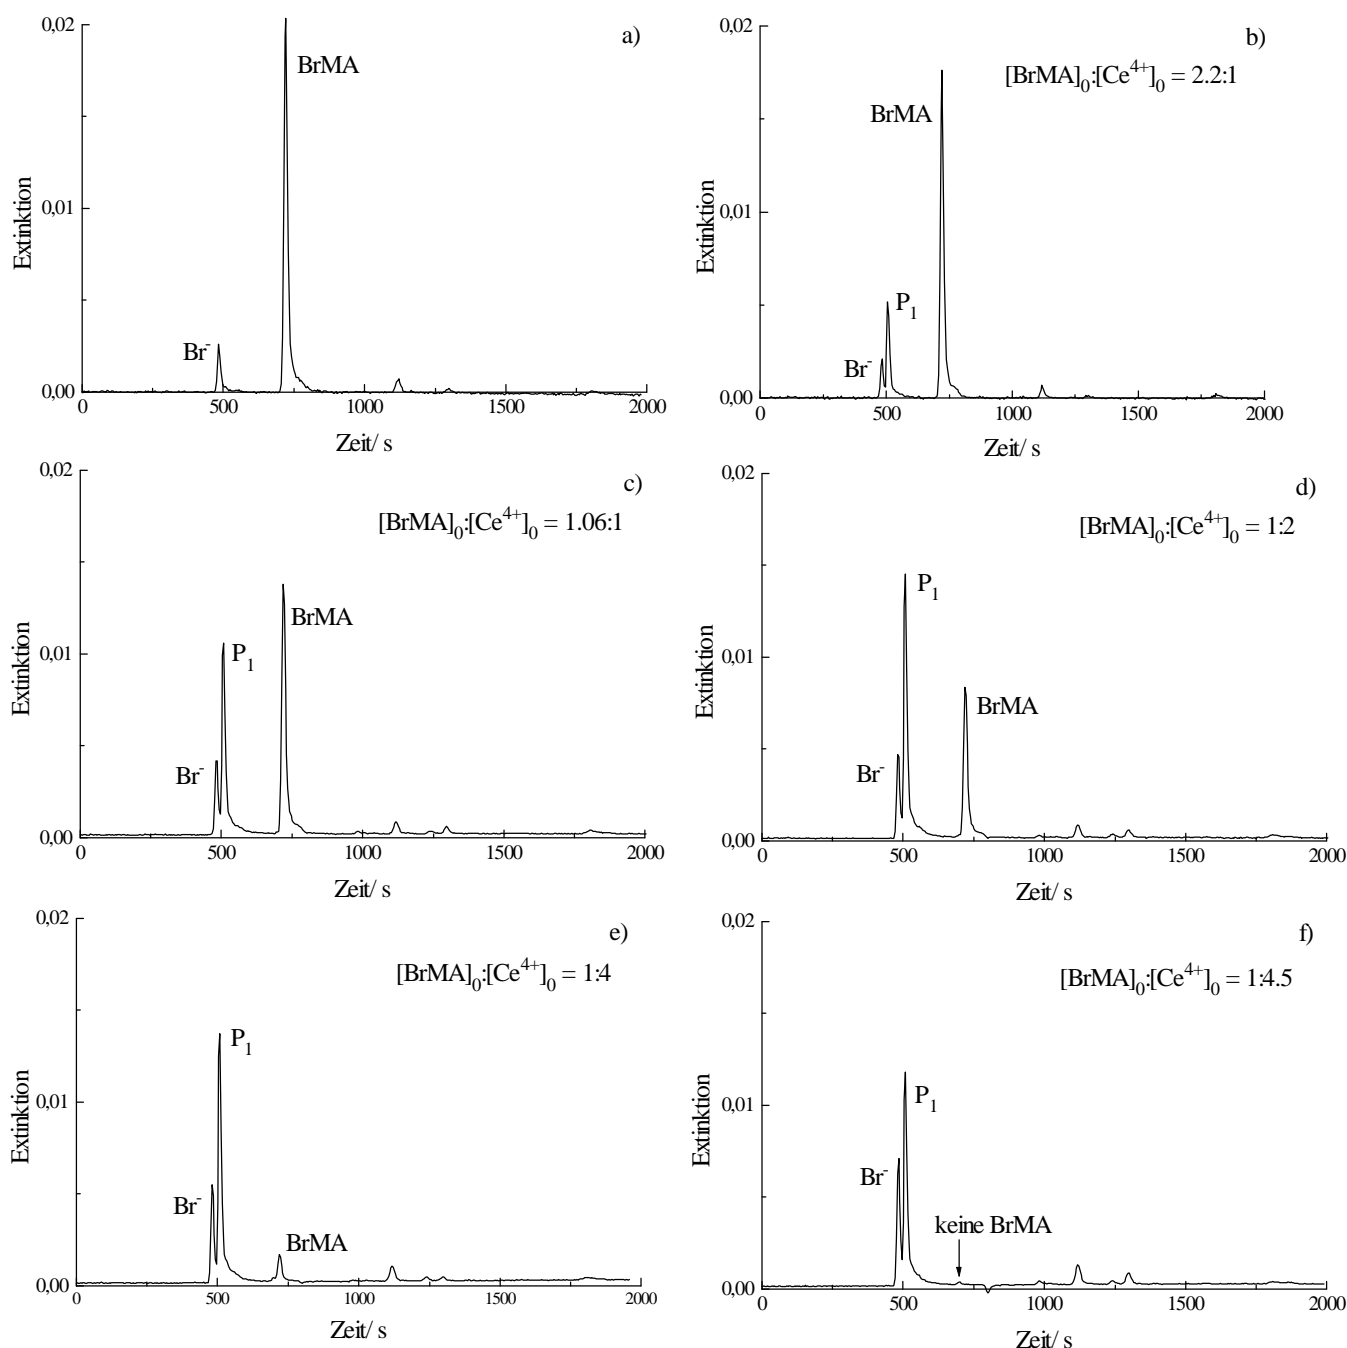 0,02
a)
BrMA
0,01
Extinktion
Br⁻
0,00
0 500 1000 1500 2000
Zeit/ s
0,02
b)
[BrMA]₀:[Ce⁴⁺]₀ = 2.2:1
BrMA
0,01
Extinktion
P₁
Br⁻
0,00
0 500 1000 1500 2000
Zeit/ s
0,02
c)
[BrMA]₀:[Ce⁴⁺]₀ = 1.06:1
BrMA
P₁
0,01
Extinktion
Br⁻
0,00
0 500 1000 1500 2000
Zeit/ s
0,02
d)
[BrMA]₀:[Ce⁴⁺]₀ = 1:2
P₁
0,01
Extinktion
BrMA
Br⁻
0,00
0 500 1000 1500 2000
Zeit/ s
0,02
e)
[BrMA]₀:[Ce⁴⁺]₀ = 1:4
P₁
0,01
Extinktion
Br⁻
BrMA
0,00
0 500 1000 1500 2000
Zeit/ s
0,02
f)
[BrMA]₀:[Ce⁴⁺]₀ = 1:4.5
0,01
P₁
Extinktion
Br⁻
keine BrMA
0,00
0 500 1000 1500 2000
Zeit/ s